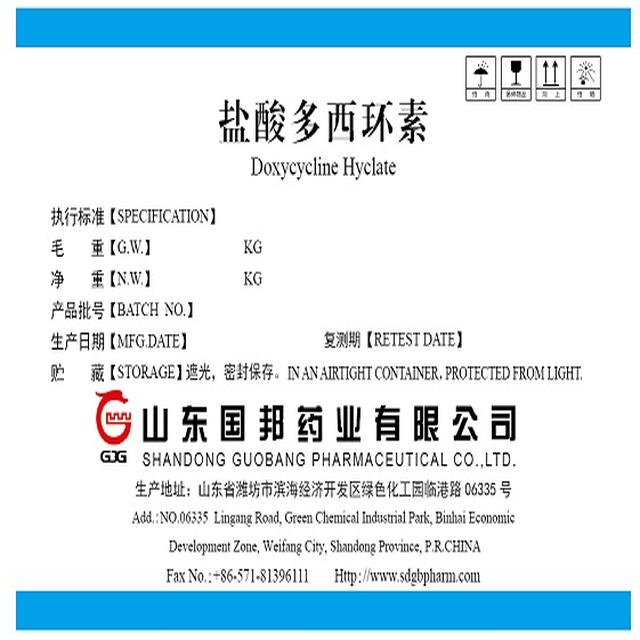 盐酸多西环素
Doxycycline Hyclate
执行标准【SPECIFICATION】
毛 重【G.W.】 KG
净 重【N.W.】 KG
产品批号【BATCH NO.】
生产日期【MFG.DATE】 复测期【RETEST DATE】
贮 藏【STORAGE】遮光，密封保存。IN AN AIRTIGHT CONTAINER, PROTECTED FROM LIGHT.
山东国邦药业有限公司
GDG SHANDONG GUOBANG PHARMACEUTICAL CO.,LTD.
生产地址：山东省潍坊市滨海经济开发区绿色化工园临港路 06335 号
Add.:NO.06335 Lingang Road, Green Chemical Industrial Park, Binhai Economic
Development Zone, Weifang City, Shandong Province, P.R.CHINA
Fax No.:+86-571-81396111 Http://www.sdgbpharm.com